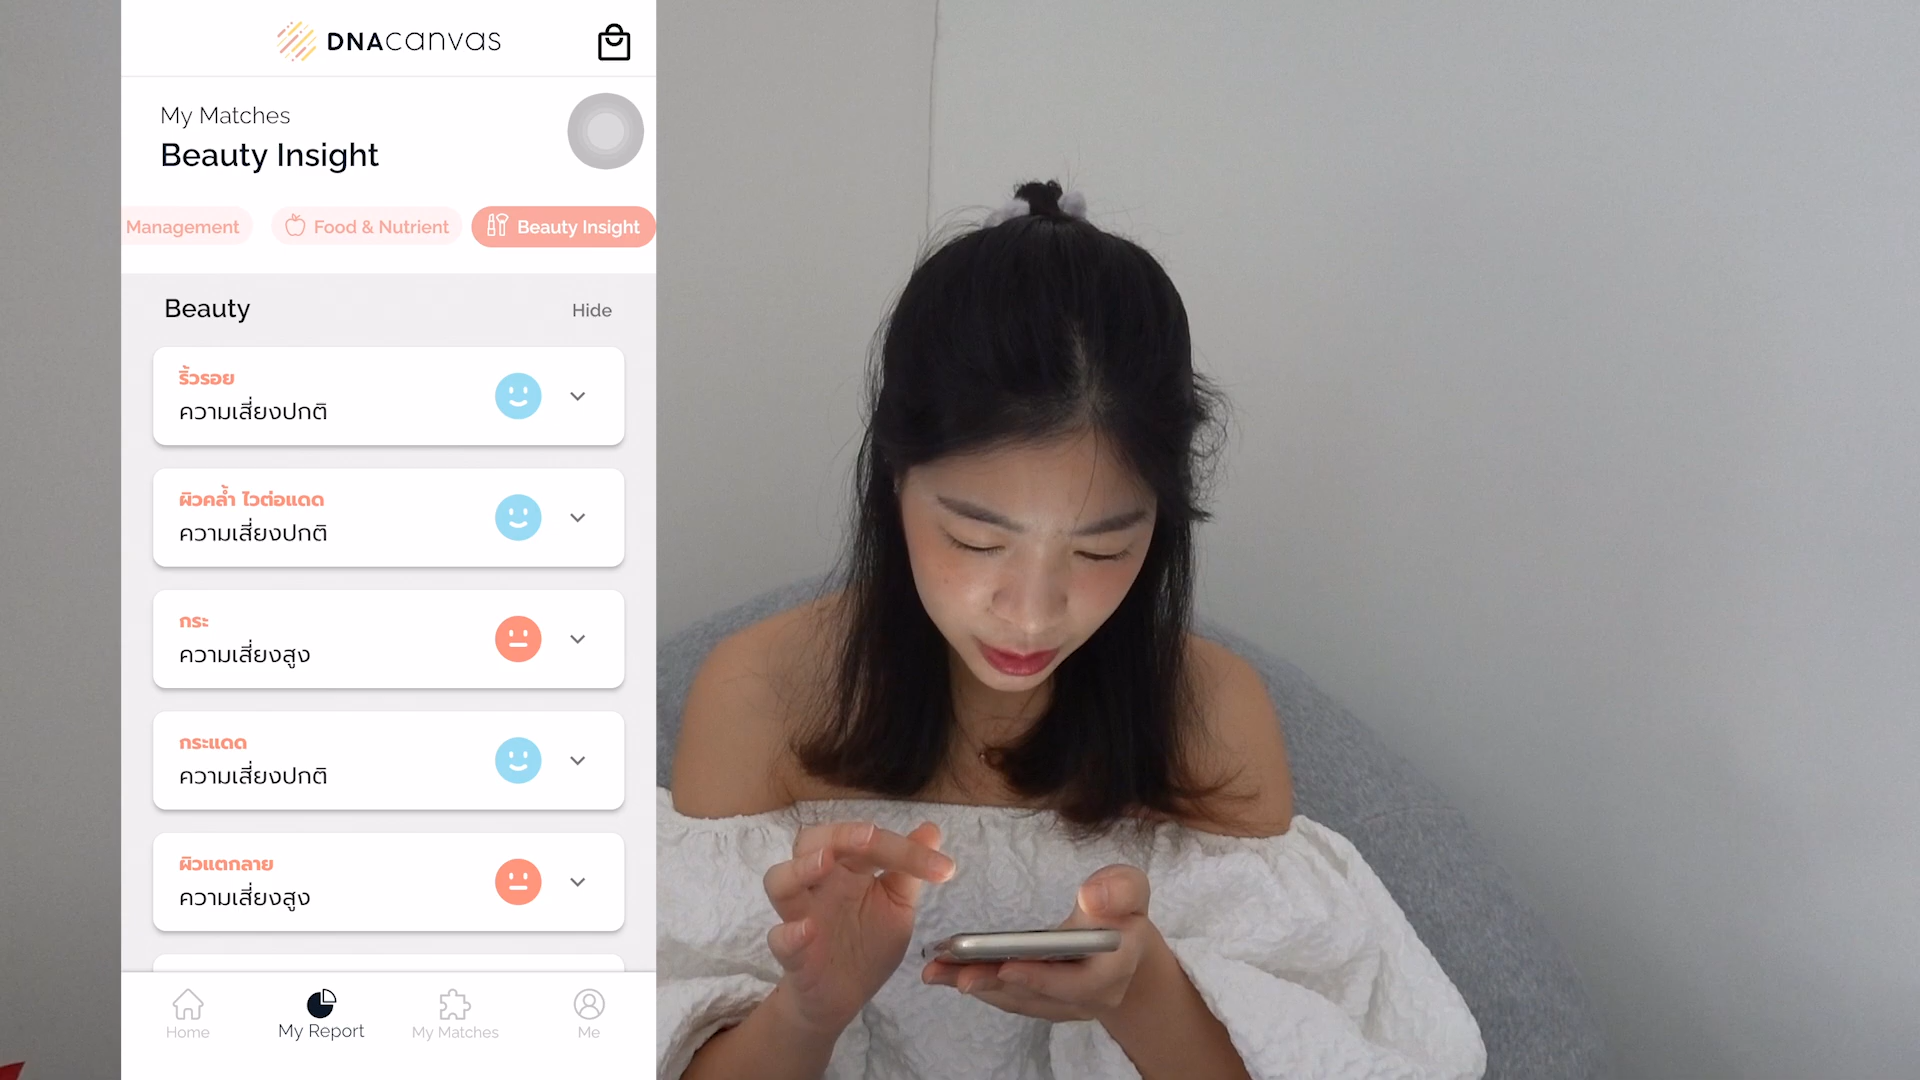 DNACANVAS
My Matches
Beauty Insight
Management
Food & Nutrient
Beauty Insight
Beauty
Hide
ริ้วรอย
ความเสี่ยงปกติ
ผิวคล้ำ ไวต่อแดด
ความเสี่ยงปกติ
กระ
ความเสี่ยงสูง
กระแดด
ความเสี่ยงปกติ
ผิวแตกลาย
ความเสี่ยงสูง
Home
My Report
My Matches
Me